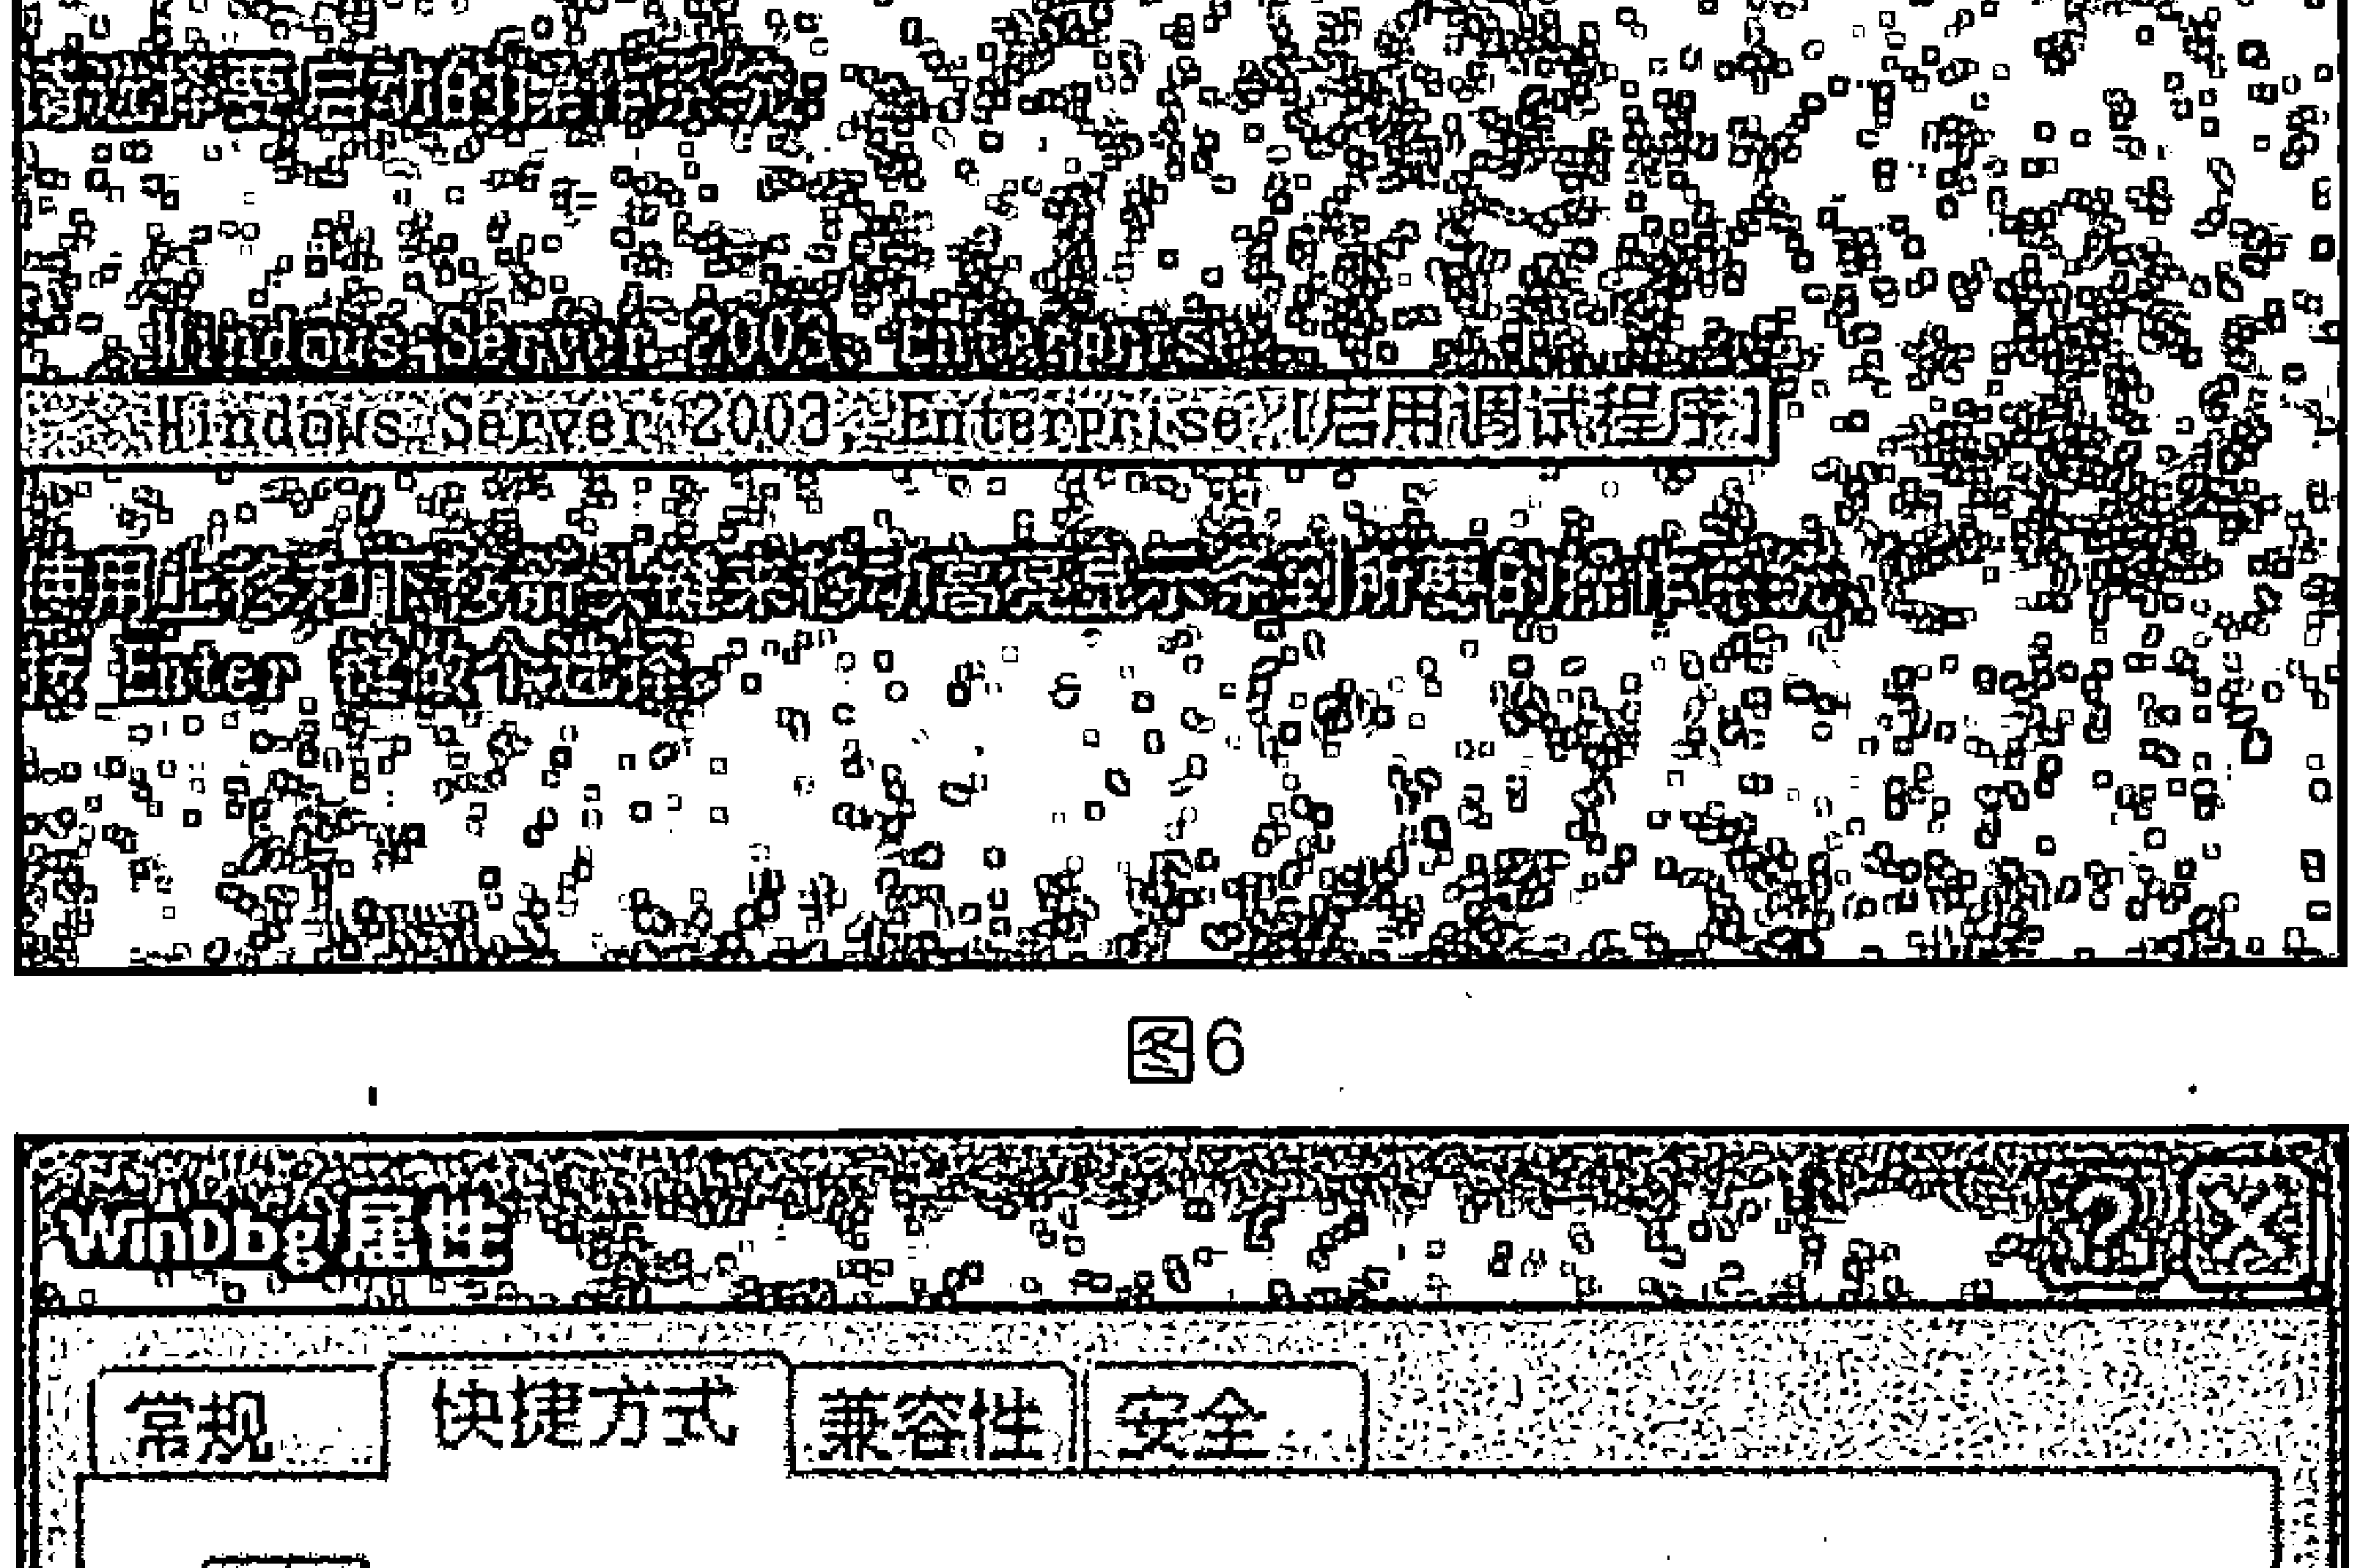 请选择要启动的操作系统:
Windows Server 2003, Enterprise
Windows Server 2003, Enterprise [启用调试程序]
使用上移和下移箭头键来移动高亮显示条到所要的操作系统,
按 Enter 键做个选择。
图6
WinDbg 属性
常规 快捷方式 兼容性 安全